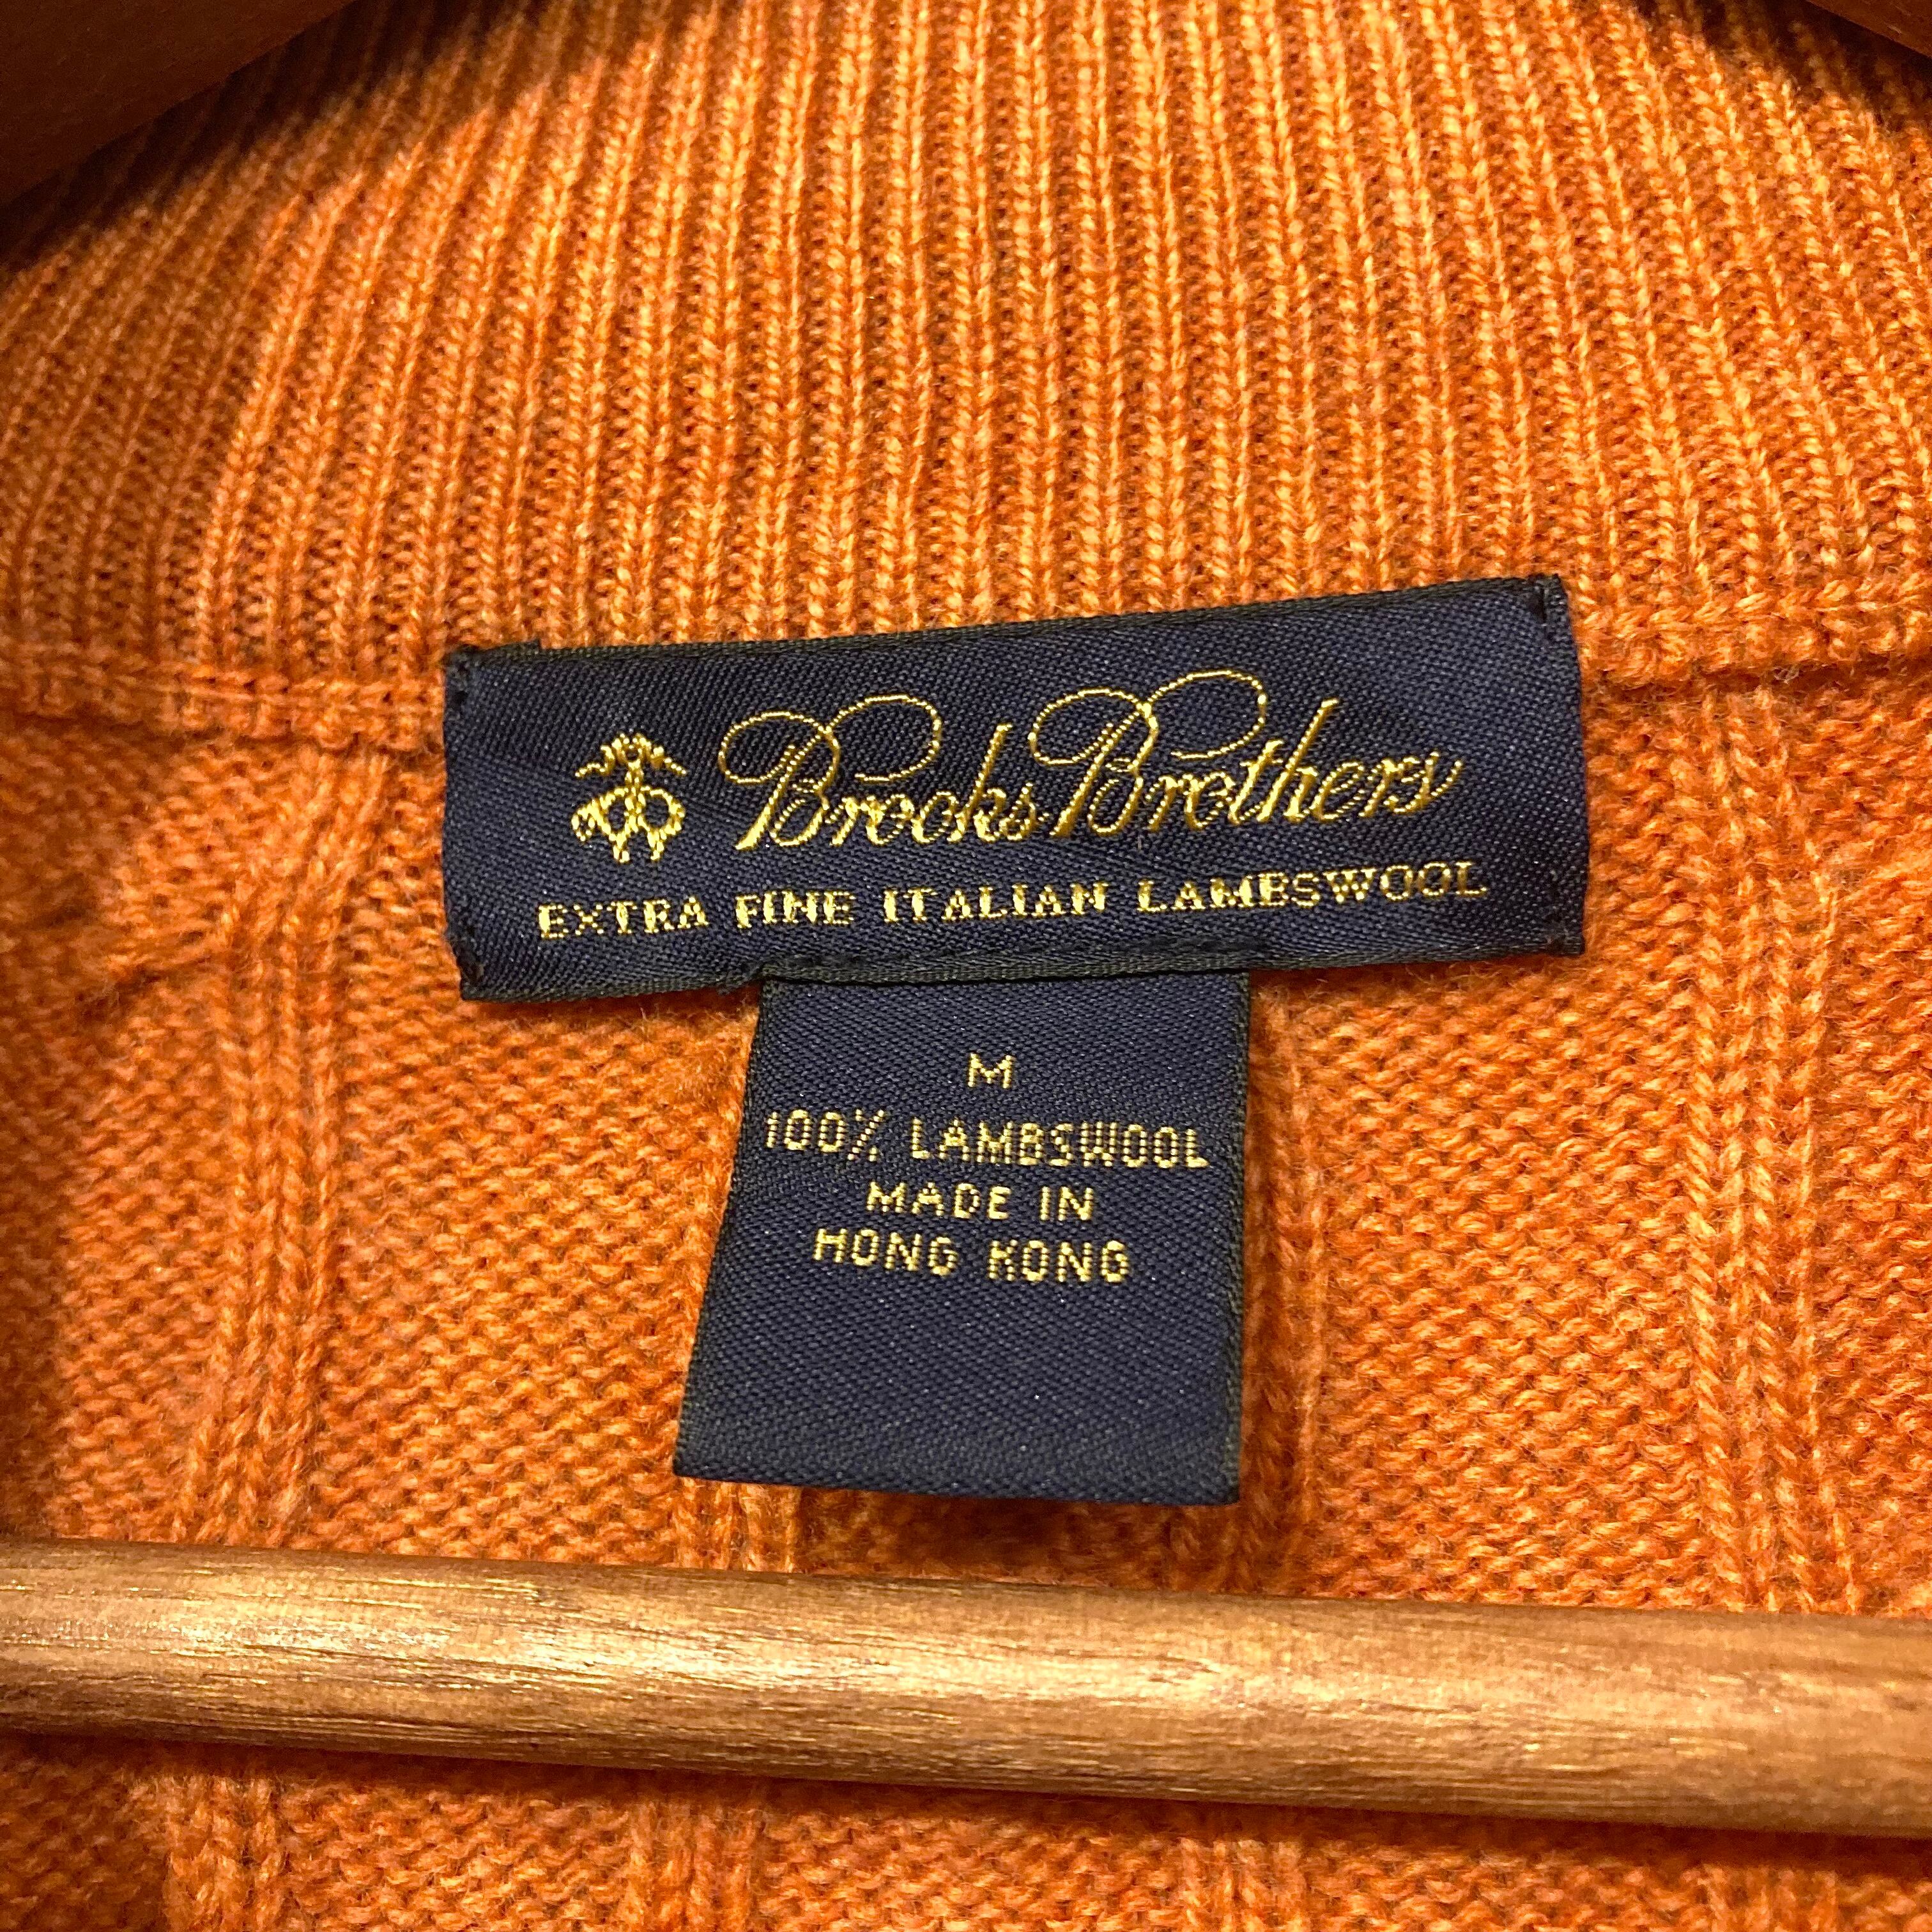 Brooks Brothers
EXTRA FINE ITALIAN LAMBSWOOL
M
100% LAMBSWOOL
MADE IN
HONG KONG